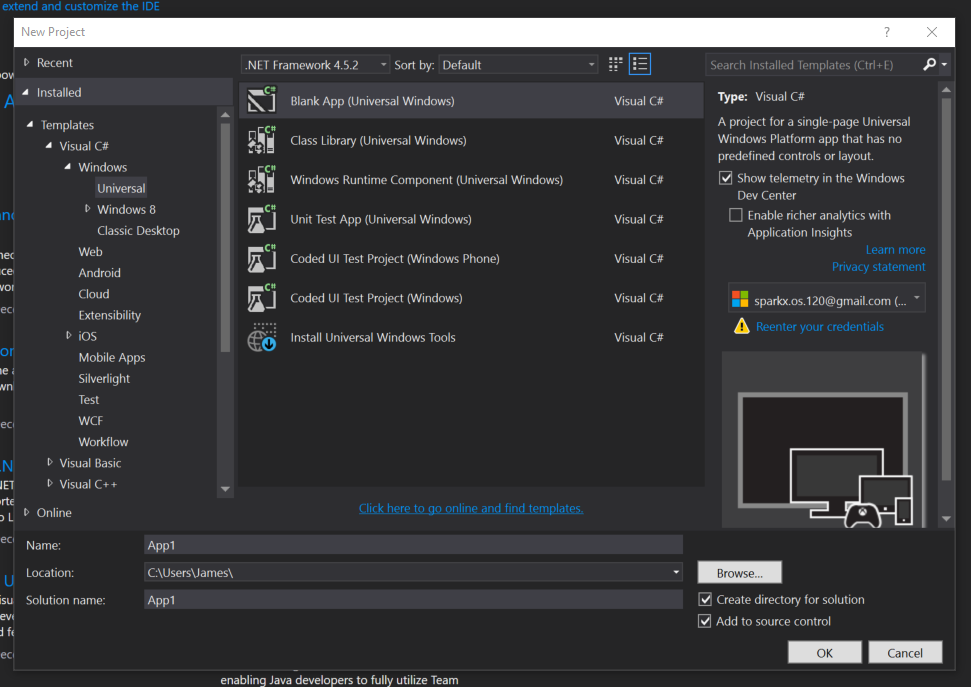 extend and customize the IDE
New Project
?
Recent
.NET Framework 4.5.2
Sort by:
Default
Search Installed Templates (Ctrl+E)
Installed
Templates
Visual C#
Windows
Universal
Windows 8
Classic Desktop
Web
Android
Cloud
Extensibility
iOS
Mobile Apps
Silverlight
Test
WCF
Workflow
Visual Basic
Visual C++
Online
C# Blank App (Universal Windows) Visual C#
C# Class Library (Universal Windows) Visual C#
C# Windows Runtime Component (Universal Windows) Visual C#
C# Unit Test App (Universal Windows) Visual C#
C# Coded UI Test Project (Windows Phone) Visual C#
C# Coded UI Test Project (Windows) Visual C#
Install Universal Windows Tools Visual C#
Click here to go online and find templates.
Type: Visual C#
A project for a single-page Universal
Windows Platform app that has no
predefined controls or layout.
Show telemetry in the Windows
Dev Center
Enable richer analytics with
Application Insights
Learn more
Privacy statement
sparkx.os.120@gmail.com (...
Reenter your credentials
Name: App1
Location: C:\Users\James\
Browse...
Solution name: App1
Create directory for solution
Add to source control
OK
Cancel
enabling Java developers to fully utilize Team